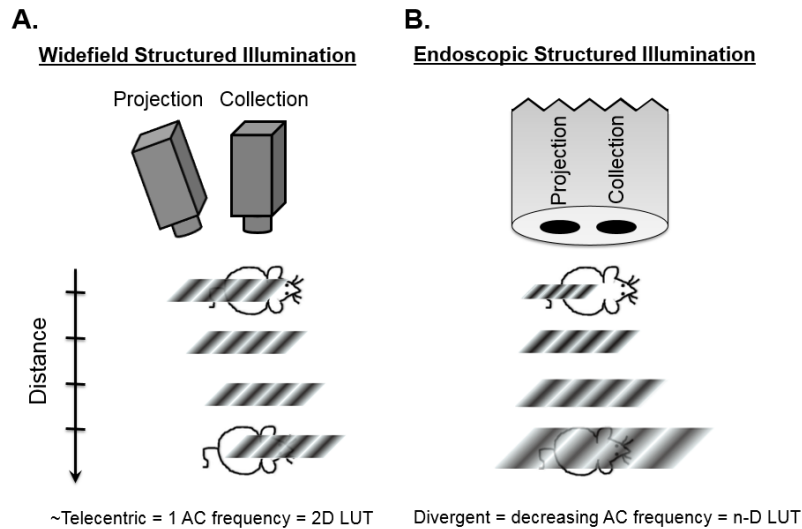 A.
Widefield Structured Illumination
Projection Collection
Distance
~Telecentric = 1 AC frequency = 2D LUT
B.
Endoscopic Structured Illumination
Projection
Collection
Divergent = decreasing AC frequency = n-D LUT